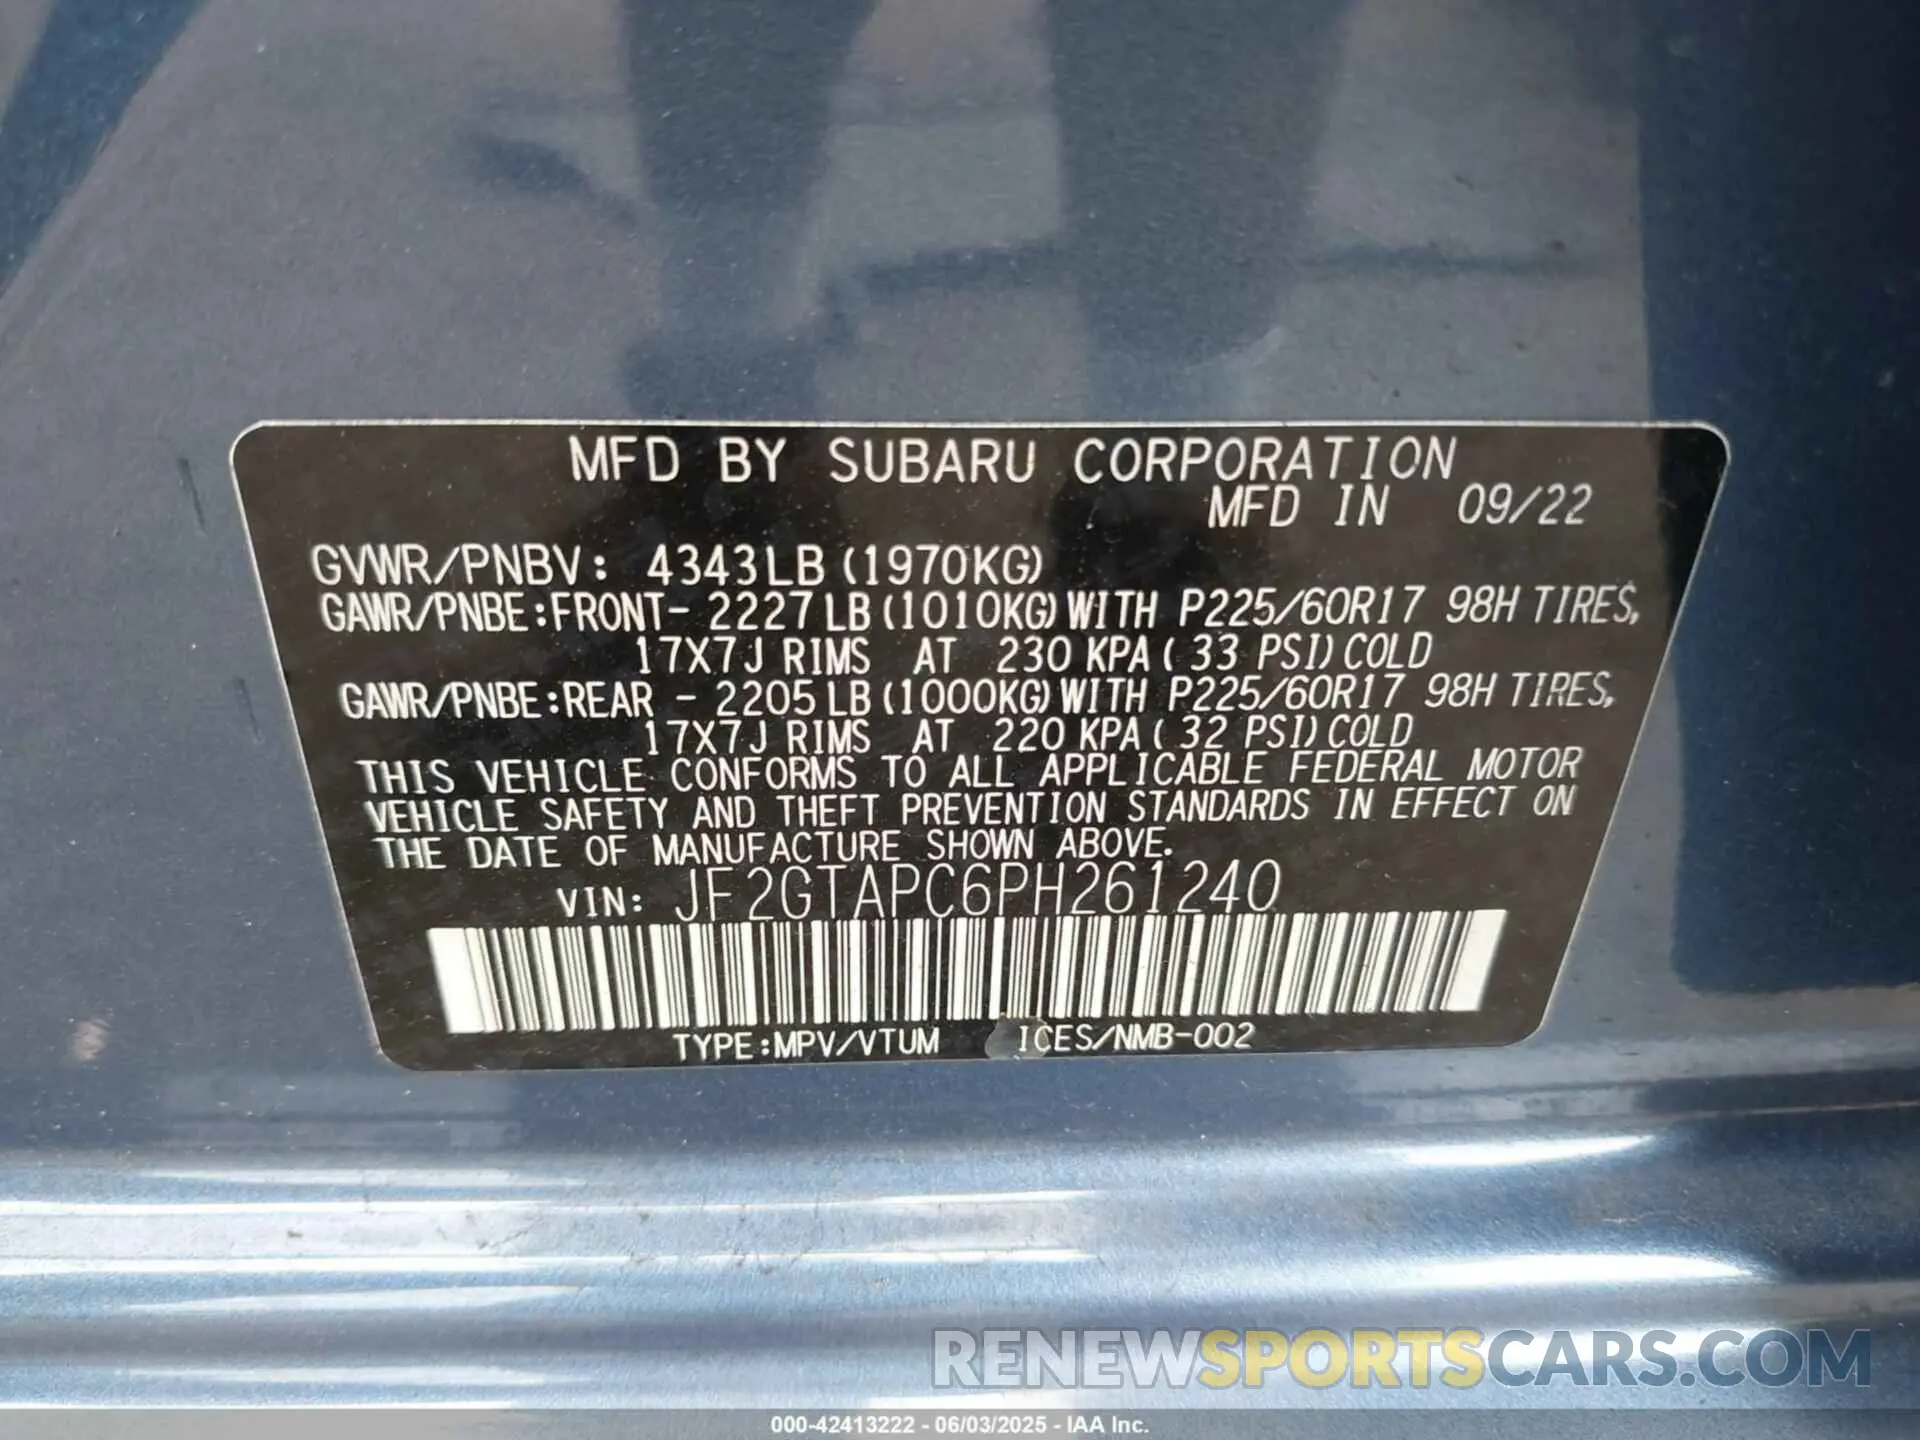 MFD BY SUBARU CORPORATION
MFD IN 09/22
GVWR/PNBV: 4343LB (1970KG)
GAWR/PNBE:FRONT- 2227LB (1010KG) WITH P225/60R17 98H TIRES,
17X7J RIMS AT 230 KPA ( 33 PSI) COLD
GAWR/PNBE:REAR - 2205LB (1000KG) WITH P225/60R17 98H TIRES,
17X7J RIMS AT 220 KPA ( 32 PSI) COLD
THIS VEHICLE CONFORMS TO ALL APPLICABLE FEDERAL MOTOR
VEHICLE SAFETY AND THEFT PREVENTION STANDARDS IN EFFECT ON
THE DATE OF MANUFACTURE SHOWN ABOVE.
VIN: JF2GTAPC6PH261240
TYPE:MPV/VTUM ICES/NMB-002
RENEWSPORTSCARS.COM
000-42413222 - 06/03/2025 - IAA Inc.